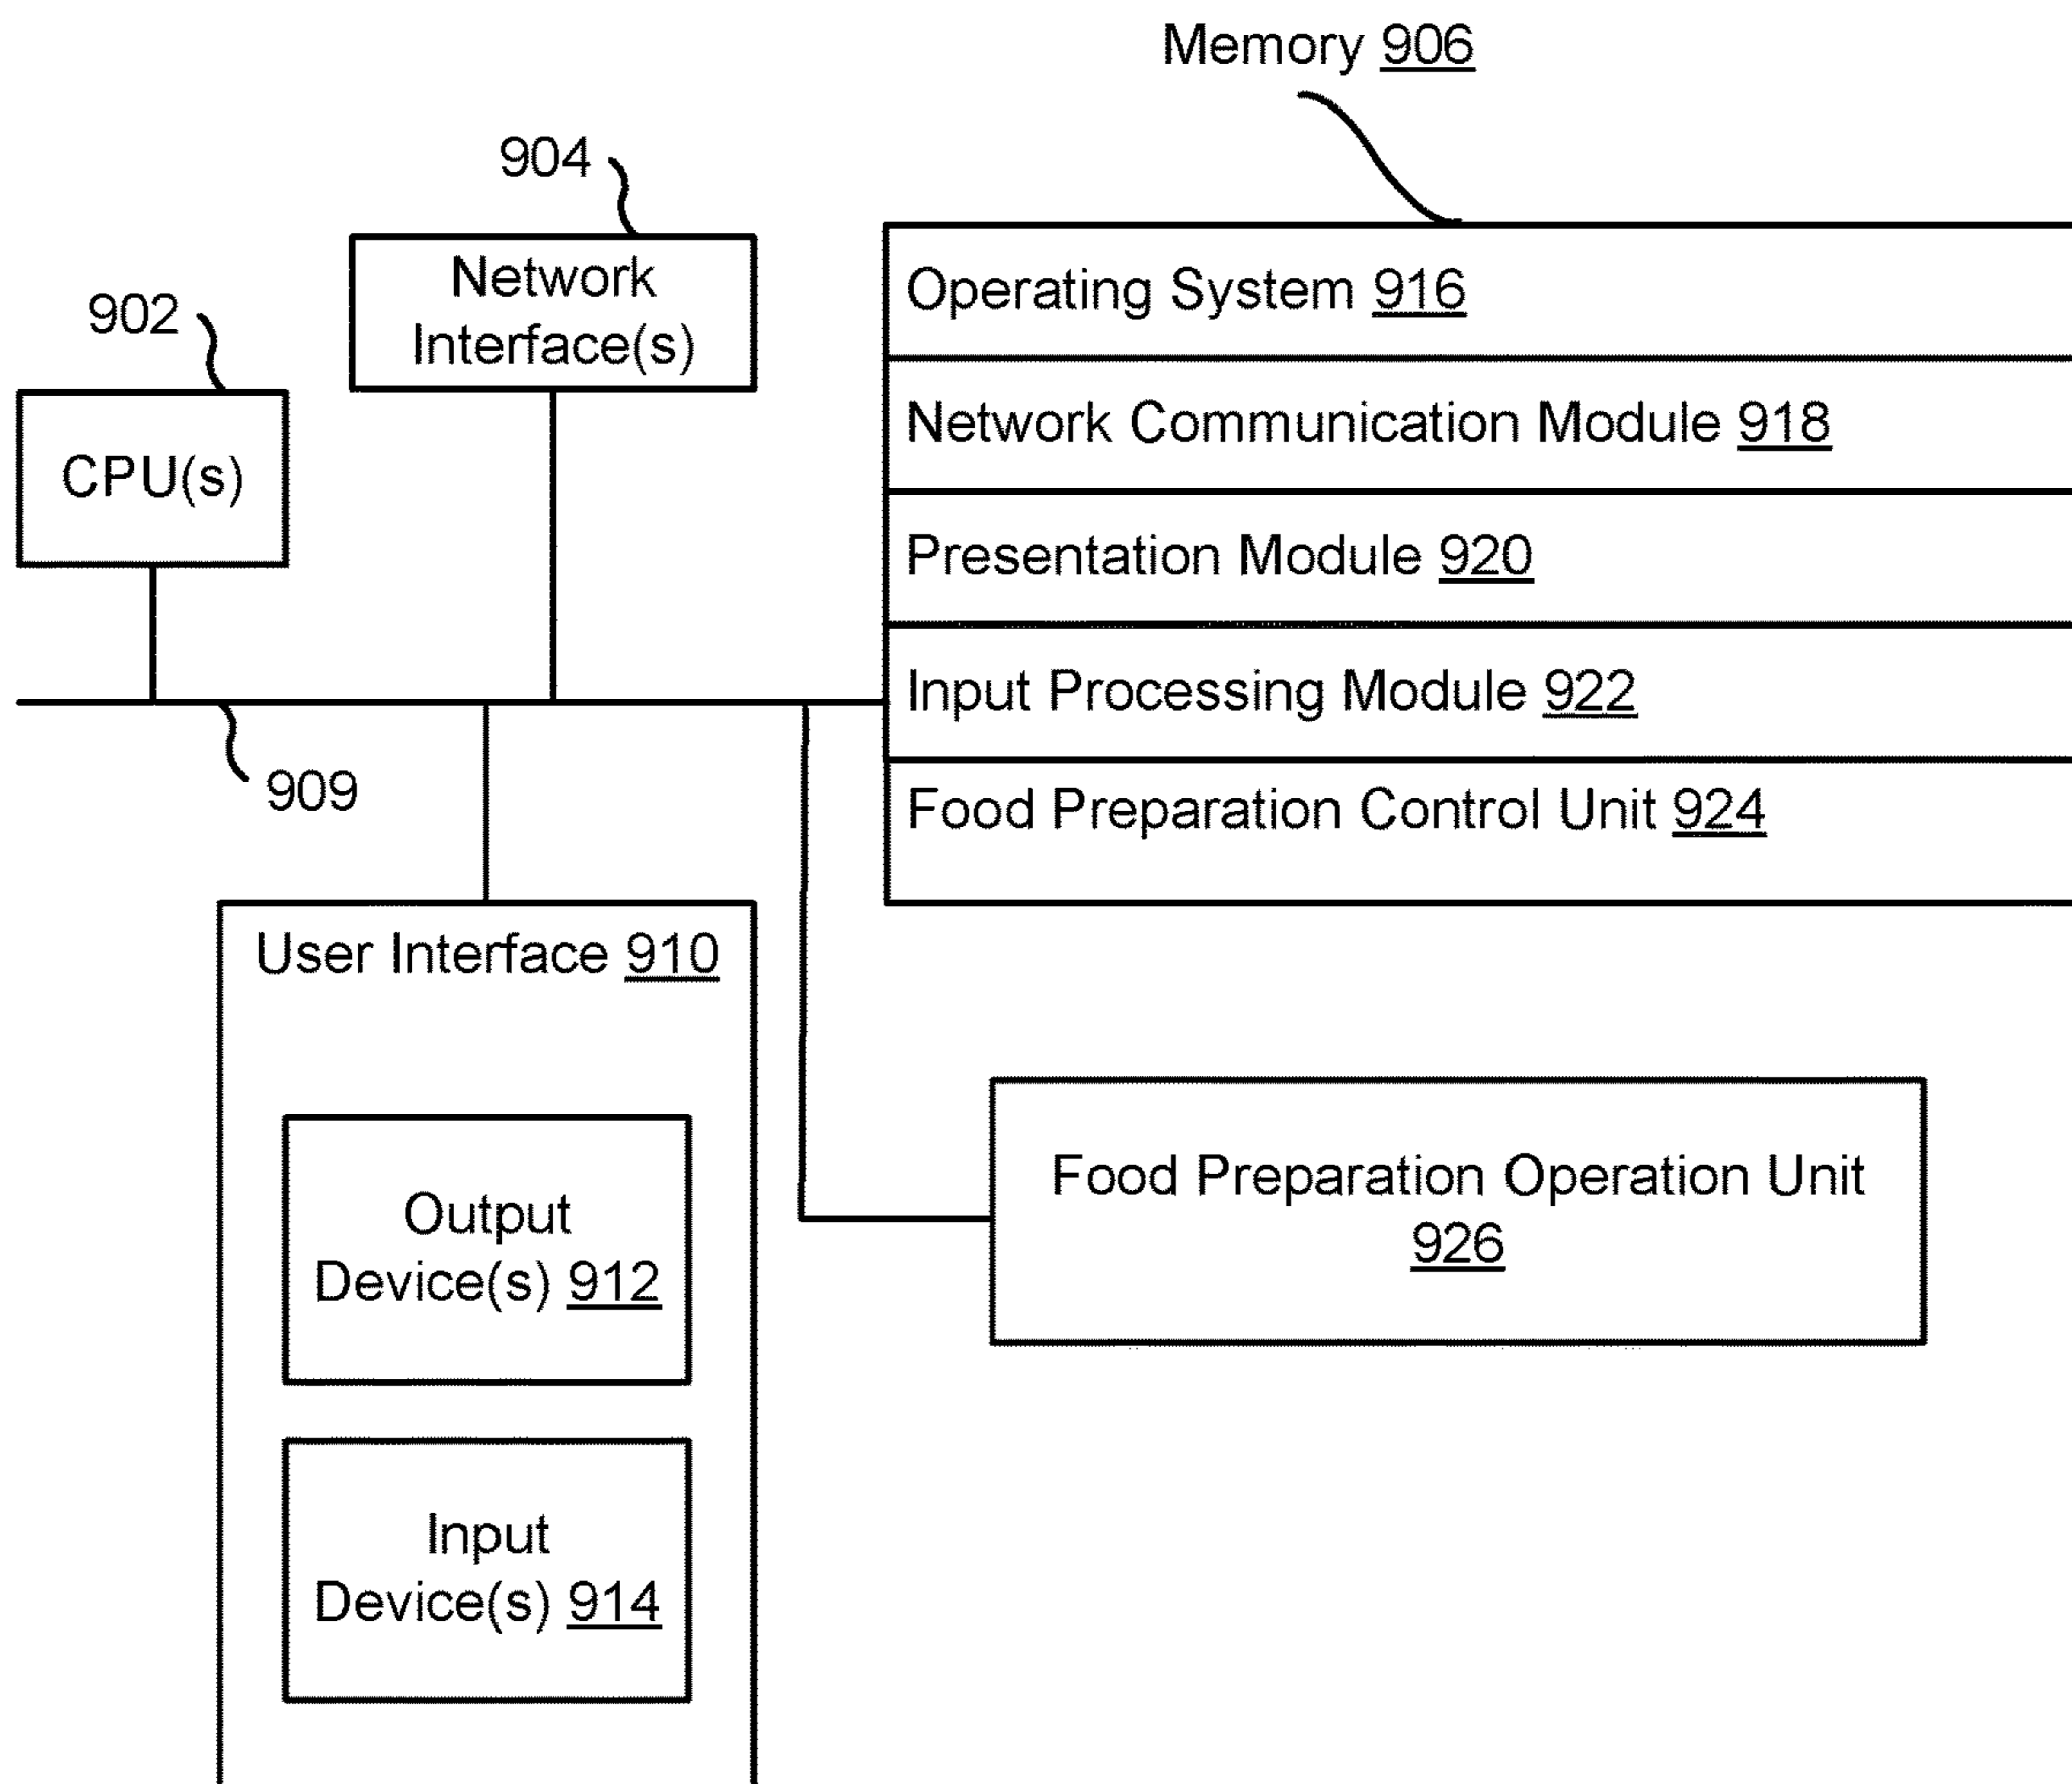 Memory 906
904
Network
Interface(s)
902
CPU(s)
Operating System 916
Network Communication Module 918
Presentation Module 920
Input Processing Module 922
Food Preparation Control Unit 924
909
User Interface 910
Output
Device(s) 912
Input
Device(s) 914
Food Preparation Operation Unit
926